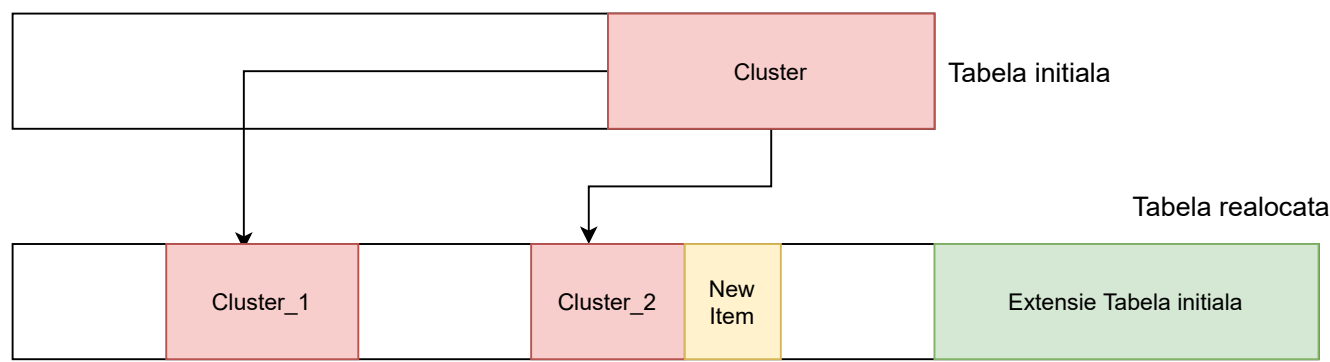 Cluster
Tabela initiala
Tabela realocata
Cluster_1
Cluster_2
New
Item
Extensie Tabela initiala